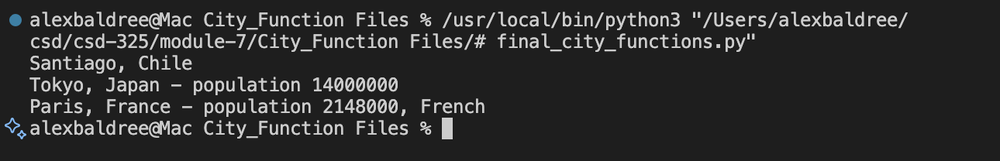 alexbaldree@Mac City_Function Files % /usr/local/bin/python3 "/Users/alexbaldree/
csd/csd-325/module-7/City_Function Files/# final_city_functions.py"
Santiago, Chile
Tokyo, Japan - population 14000000
Paris, France - population 2148000, French
alexbaldree@Mac City_Function Files %